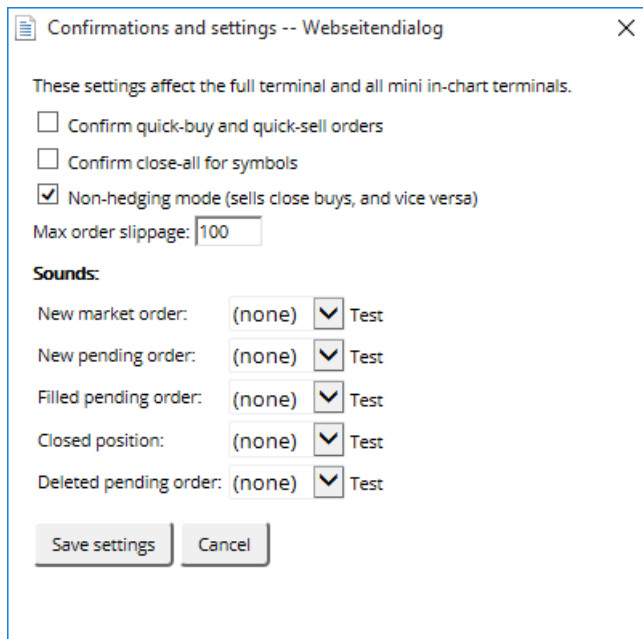 Confirmations and settings -- Webseitendialog
These settings affect the full terminal and all mini in-chart terminals.
Confirm quick-buy and quick-sell orders
Confirm close-all for symbols
Non-hedging mode (sells close buys, and vice versa)
Max order slippage: 100
Sounds:
New market order: (none) Test
New pending order: (none) Test
Filled pending order: (none) Test
Closed position: (none) Test
Deleted pending order: (none) Test
Save settings Cancel